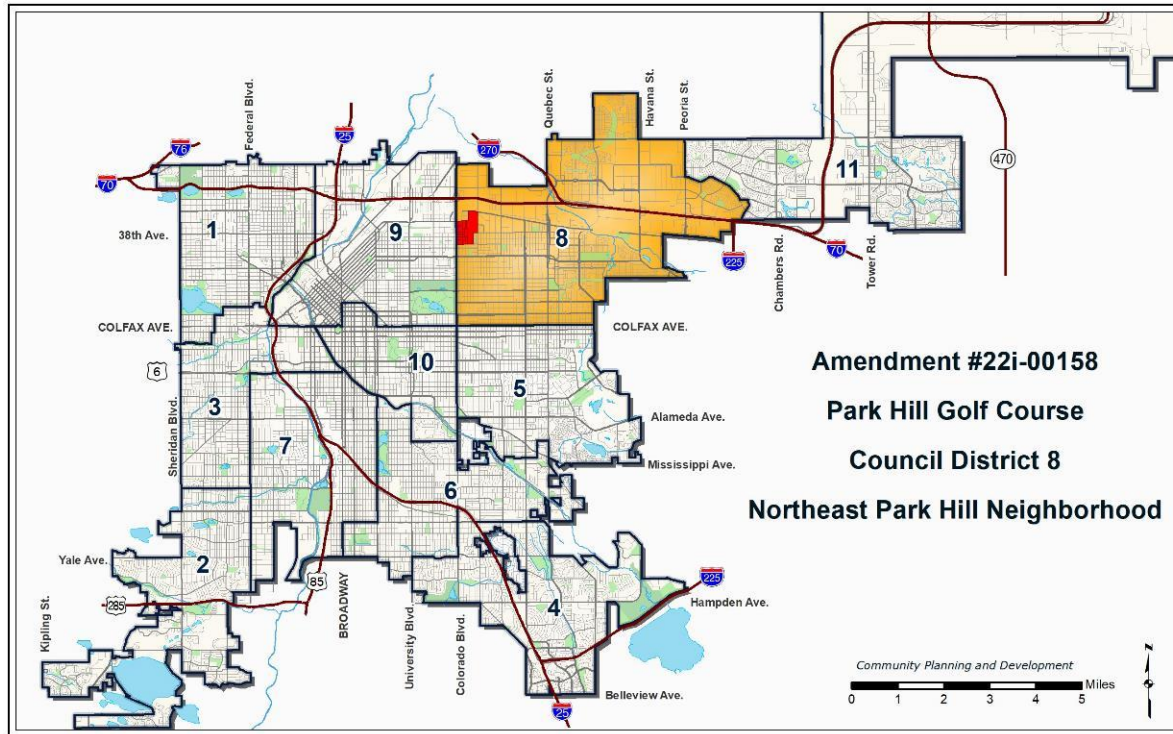 Federal Blvd.
Quebec St.
Havana St.
Peoria St.
76
25
270
70
470
11
1
9
8
38th Ave.
225
70
Chambers Rd.
Tower Rd.
COLFAX AVE.
COLFAX AVE.
6
10
5
3
Sheridan Blvd.
7
Alameda Ave.
Mississippi Ave.
6
Amendment #22i-00158
Park Hill Golf Course
Council District 8
Northeast Park Hill Neighborhood
Yale Ave.
2
85
285
Kipling St.
BROADWAY
University Blvd.
Colorado Blvd.
4
225
Hampden Ave.
Belleview Ave.
25
Community Planning and Development
0 1 2 3 4 5 Miles
N